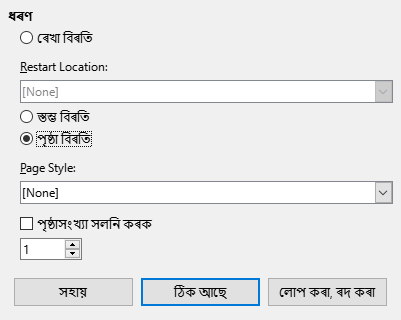 ধৰণ
ৰেখা বিৰতি
Restart Location:
[None]
স্তম্ভ বিৰতি
পৃষ্ঠা বিৰতি
Page Style:
[None]
পৃষ্ঠাসংখ্যা সলনি কৰক
1
সহায় ঠিক আছে লোপ কৰা, ৰদ কৰা